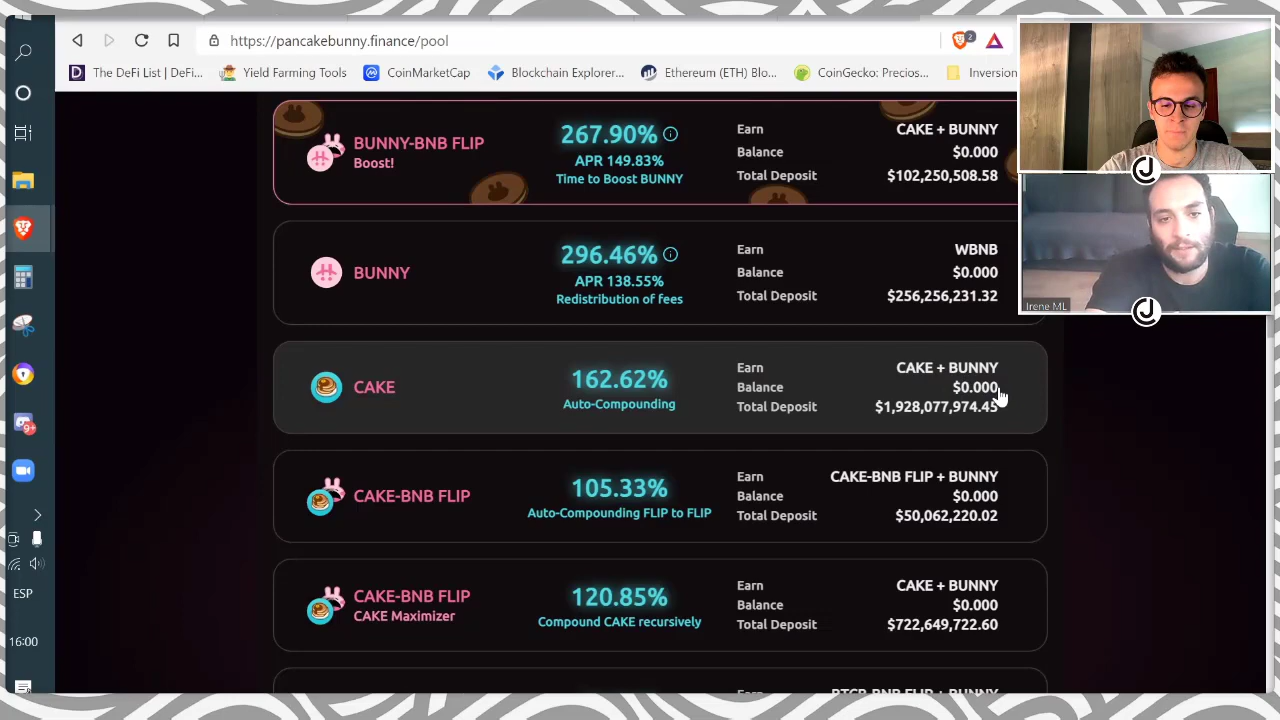 https://pancakebunny.finance/pool
2
The DeFi List | DeFi...
Yield Farming Tools
CoinMarketCap
Blockchain Explorer...
Ethereum (ETH) Blo...
CoinGecko: Precios...
Inversion
BUNNY-BNB FLIP
Boost!
267.90%
APR 149.83%
Time to Boost BUNNY
Earn
CAKE + BUNNY
Balance
$0.000
Total Deposit
$102,250,508.58
BUNNY
296.46%
APR 138.55%
Redistribution of fees
Earn
WBNB
Balance
$0.000
Total Deposit
$256,256,231.32
CAKE
162.62%
Auto-Compounding
Earn
CAKE + BUNNY
Balance
$0.000
Total Deposit
$1,928,077,974.45
CAKE-BNB FLIP
105.33%
Auto-Compounding FLIP to FLIP
Earn
CAKE-BNB FLIP + BUNNY
Balance
$0.000
Total Deposit
$50,062,220.02
CAKE-BNB FLIP
CAKE Maximizer
120.85%
Compound CAKE recursively
Earn
CAKE + BUNNY
Balance
$0.000
Total Deposit
$722,649,722.60
Irene ML
9+
ESP
16:00